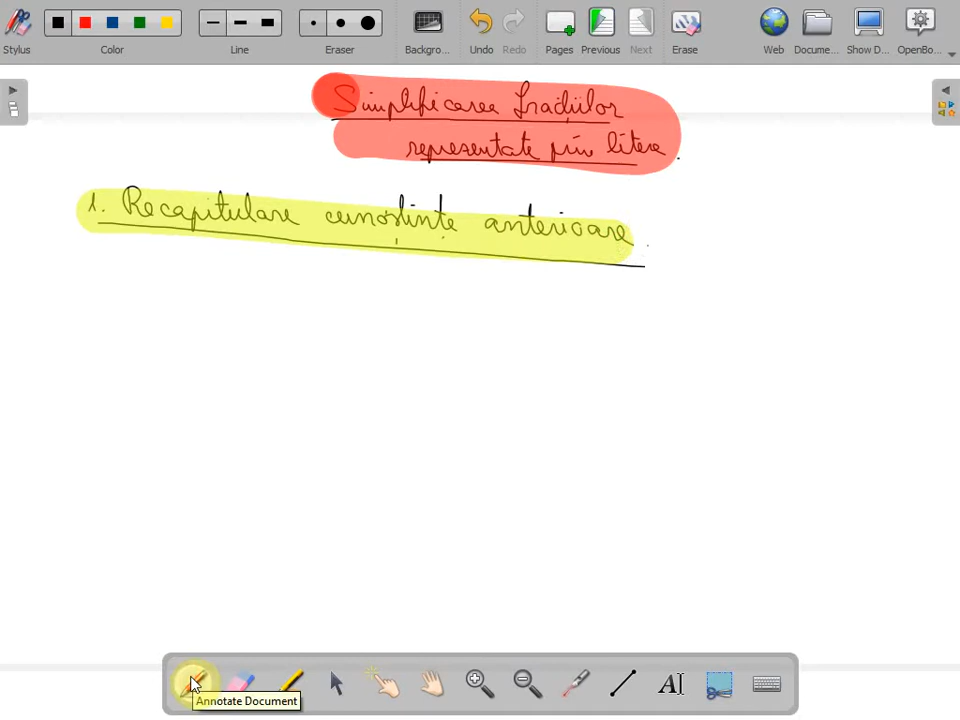 Stylus
Color
Line
Eraser
Backgro...
Undo
Redo
Pages
Previous
Next
Erase
Web
Docume...
Show D...
OpenBo...
Simplificarea fracțiilor
reprezentate prin litere.
1. Recapitulare cunoștințe anterioare.
AI
Annotate Document